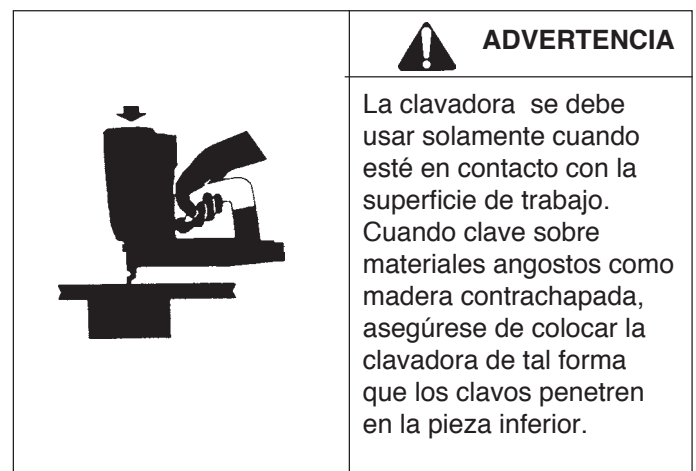 ADVERTENCIA
La clavadora se debe
usar solamente cuando
esté en contacto con la
superficie de trabajo.
Cuando clave sobre
materiales angostos como
madera contrachapada,
asegúrese de colocar la
clavadora de tal forma
que los clavos penetren
en la pieza inferior.